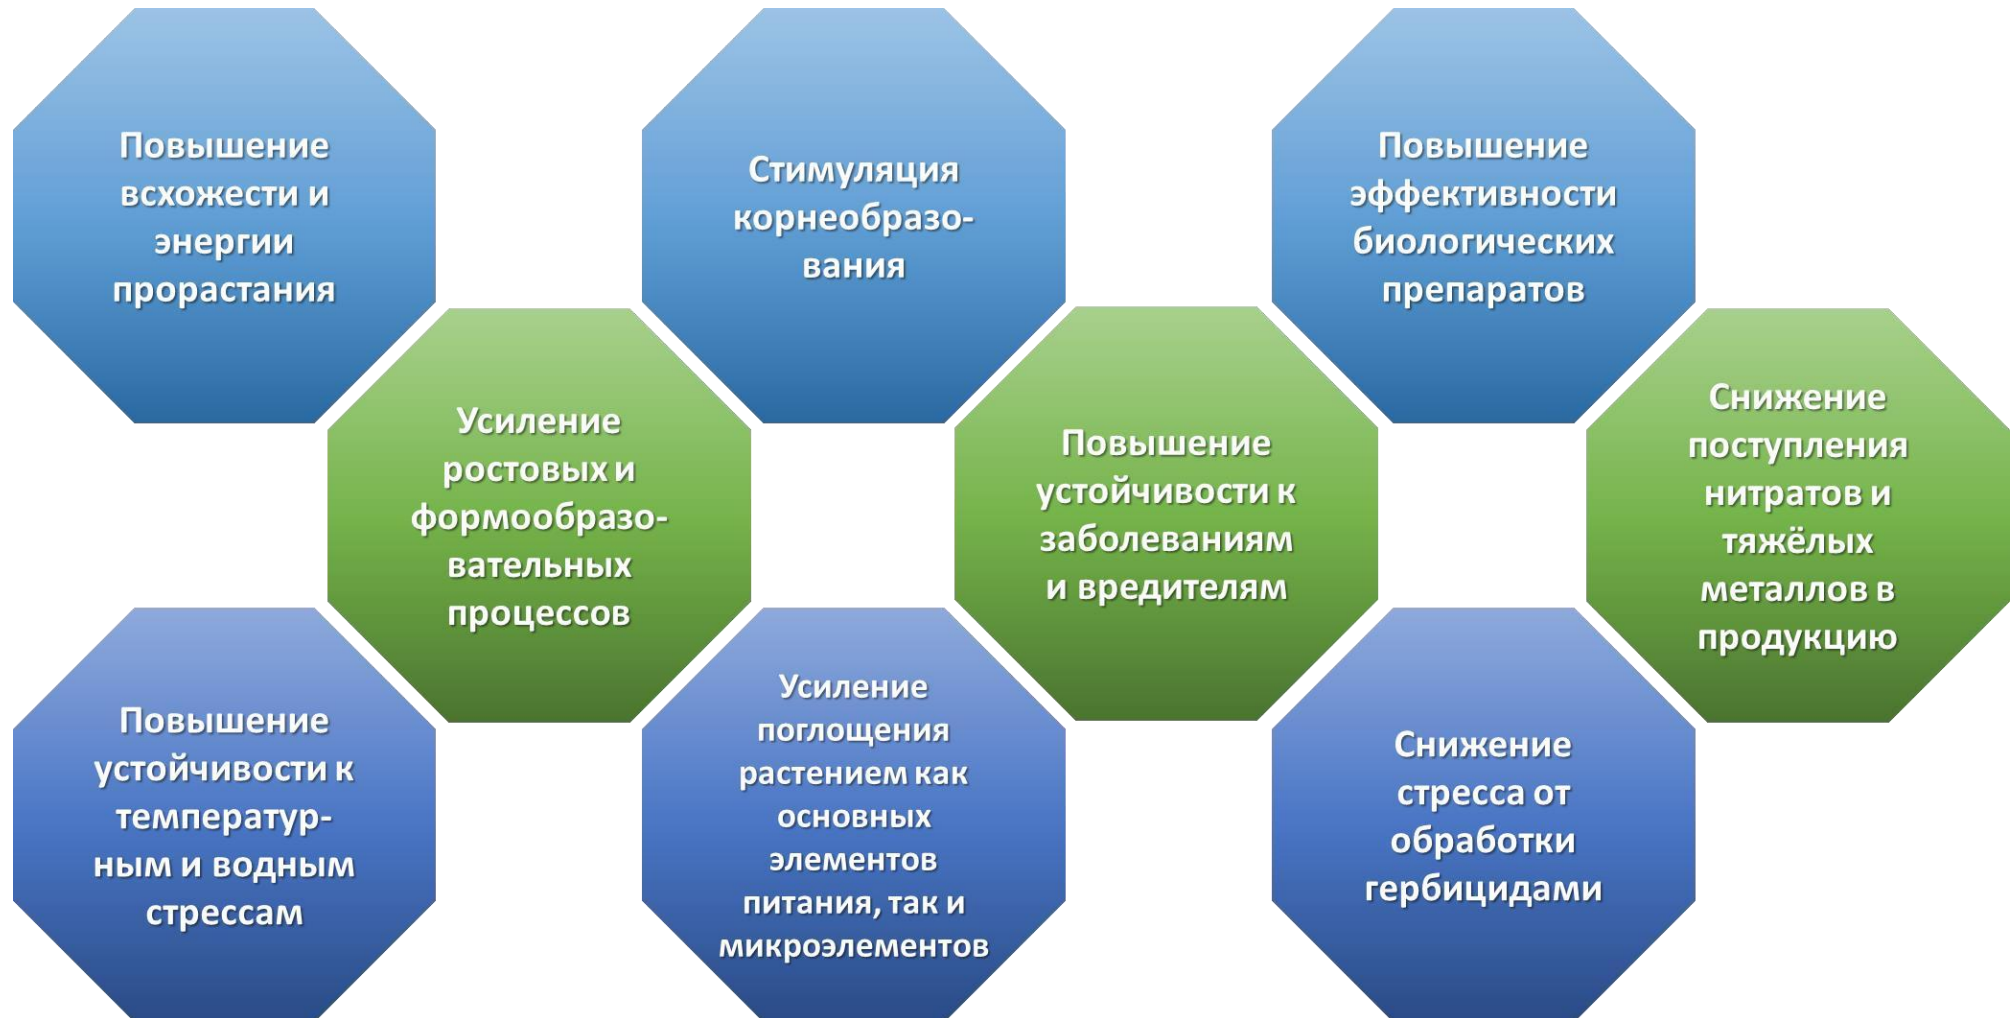 Повышение
всхожести и
энергии
прорастания
Стимуляция
корнеобразо-
вания
Повышение
эффективности
биологических
препаратов
Усиление
ростовых и
формообразо-
вательных
процессов
Повышение
устойчивости к
заболеваниям
и вредителям
Снижение
поступления
нитратов и
тяжёлых
металлов в
продукцию
Повышение
устойчивости к
температур-
ным и водным
стрессам
Усиление
поглощения
растением как
основных
элементов
питания, так и
микроэлементов
Снижение
стресса от
обработки
гербицидами